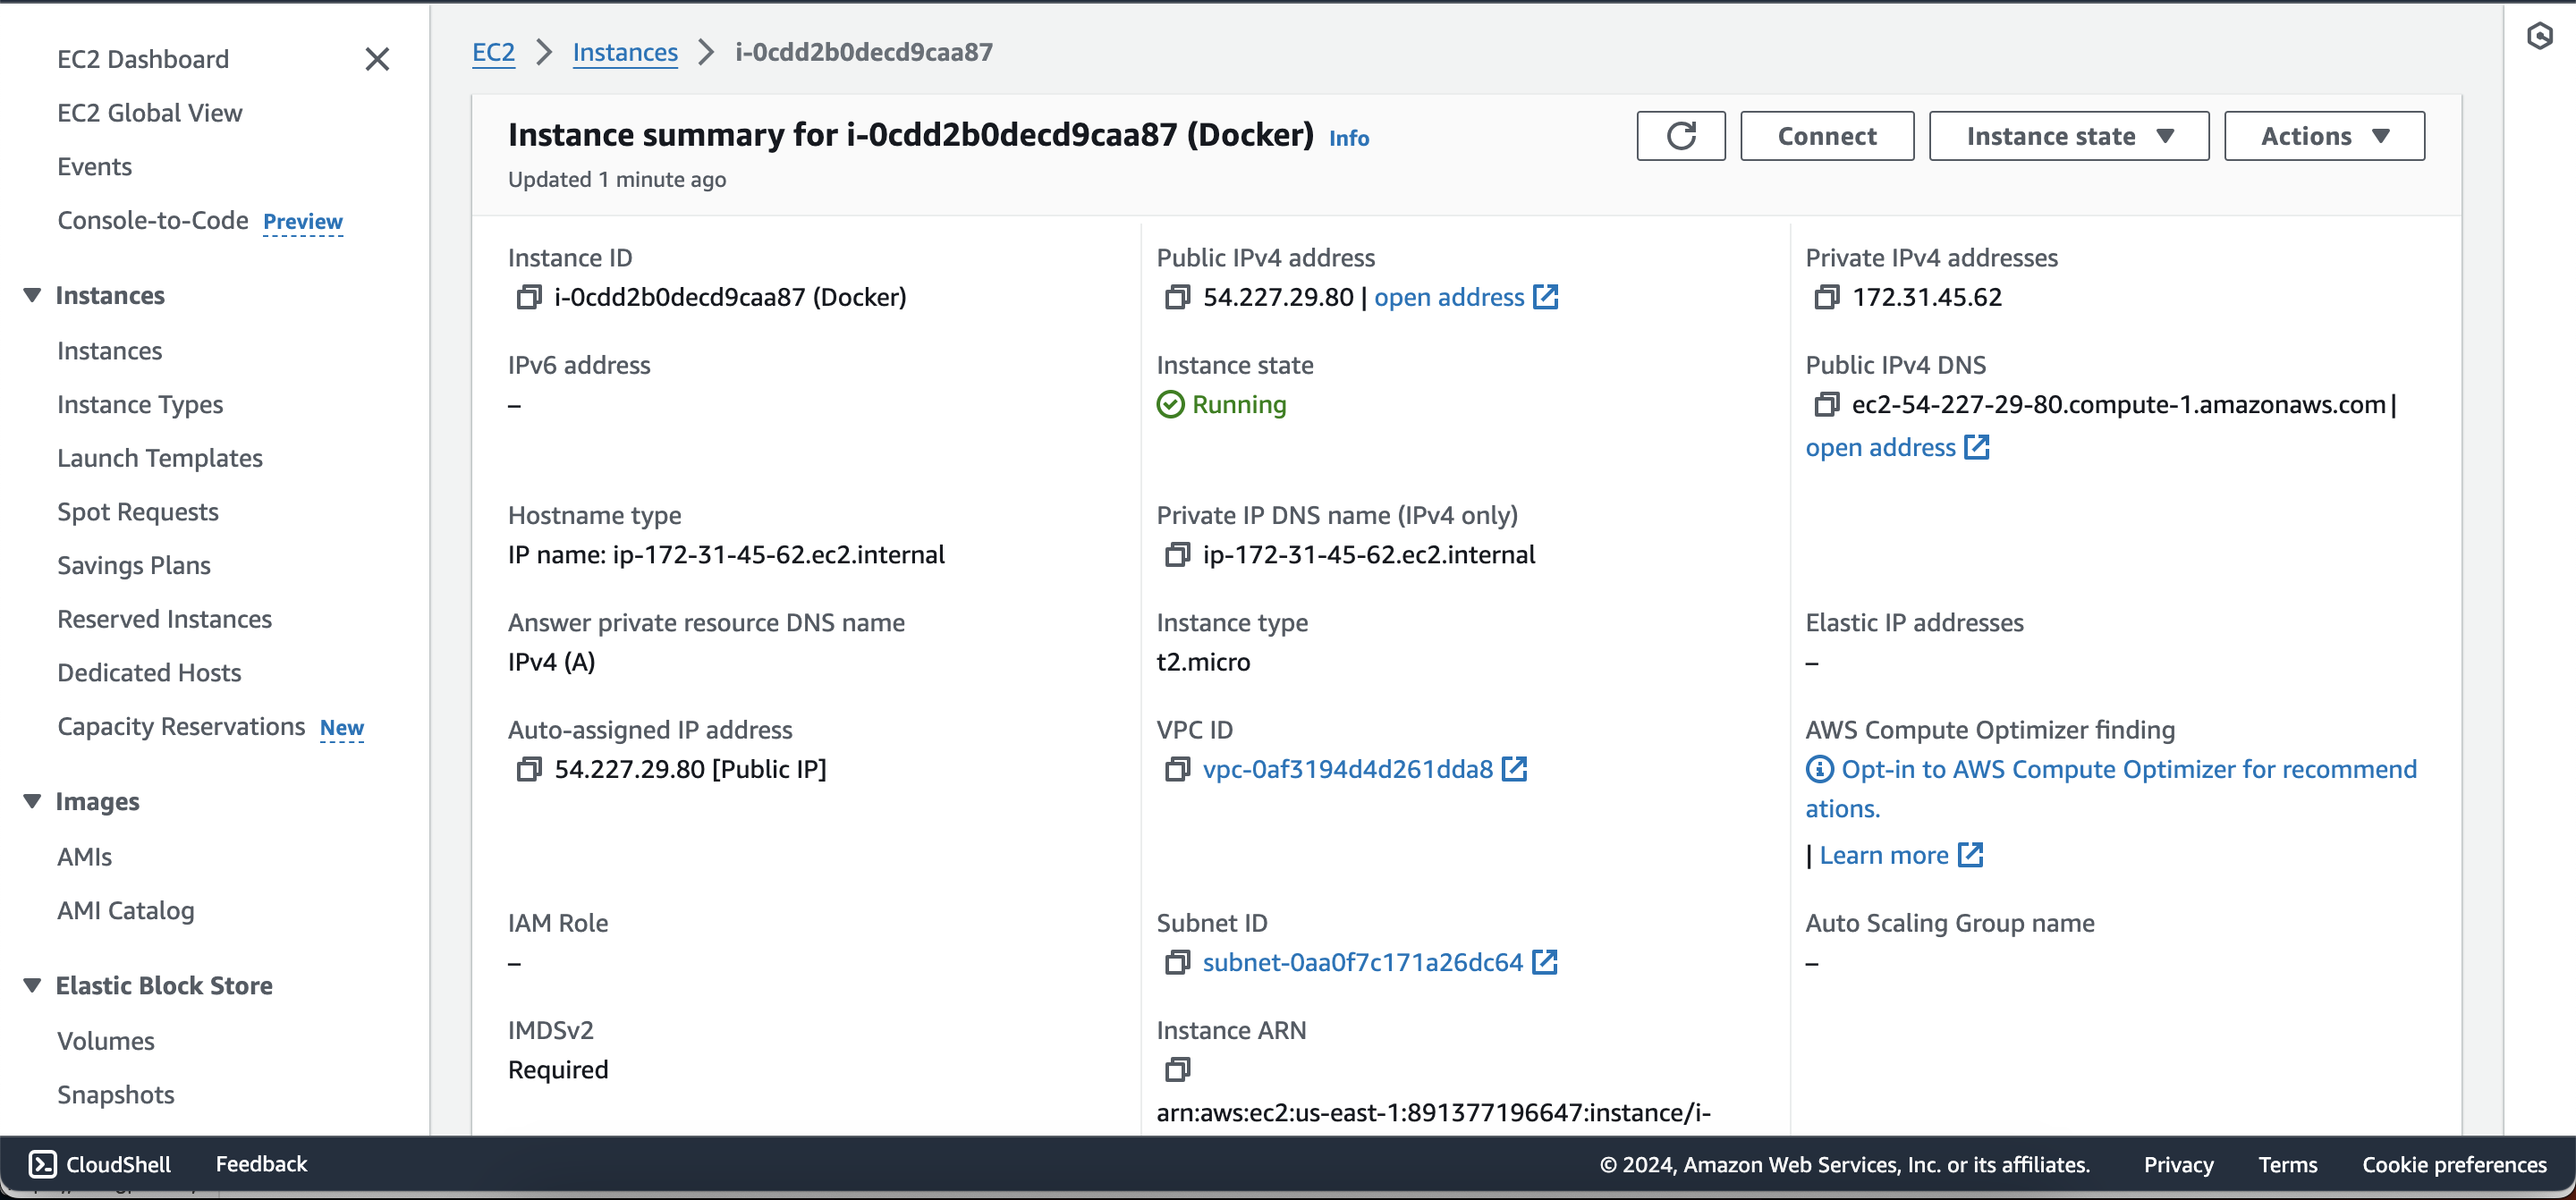 EC2 Dashboard
EC2 Global View
Events
Console-to-Code Preview
Instances
Instances
Instance Types
Launch Templates
Spot Requests
Savings Plans
Reserved Instances
Dedicated Hosts
Capacity Reservations New
Images
AMIs
AMI Catalog
Elastic Block Store
Volumes
Snapshots
EC2 > Instances > i-0cdd2b0decd9caa87
Instance summary for i-0cdd2b0decd9caa87 (Docker) Info
Updated 1 minute ago
Connect
Instance state
Actions
Instance ID
i-0cdd2b0decd9caa87 (Docker)
Public IPv4 address
54.227.29.80 | open address
Private IPv4 addresses
172.31.45.62
IPv6 address
–
Instance state
Running
Public IPv4 DNS
ec2-54-227-29-80.compute-1.amazonaws.com |
open address
Hostname type
IP name: ip-172-31-45-62.ec2.internal
Private IP DNS name (IPv4 only)
ip-172-31-45-62.ec2.internal
Answer private resource DNS name
IPv4 (A)
Instance type
t2.micro
Elastic IP addresses
–
Auto-assigned IP address
54.227.29.80 [Public IP]
VPC ID
vpc-0af3194d4d261dda8
AWS Compute Optimizer finding
Opt-in to AWS Compute Optimizer for recommend
ations.
| Learn more
IAM Role
–
Subnet ID
subnet-0aa0f7c171a26dc64
Auto Scaling Group name
–
IMDSv2
Required
Instance ARN
arn:aws:ec2:us-east-1:891377196647:instance/i-
CloudShell
Feedback
© 2024, Amazon Web Services, Inc. or its affiliates.
Privacy
Terms
Cookie preferences